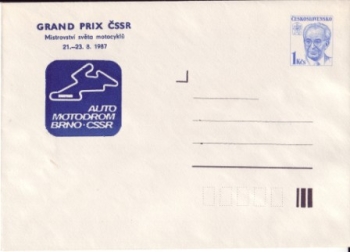 GRAND PRIX ČSSR
Mistrovství světa motocyklů
21.—23. 8. 1987
AUTO
MOTODROM
BRNO·ČSSR
ČESKOSLOVENSKO
1 Kčs